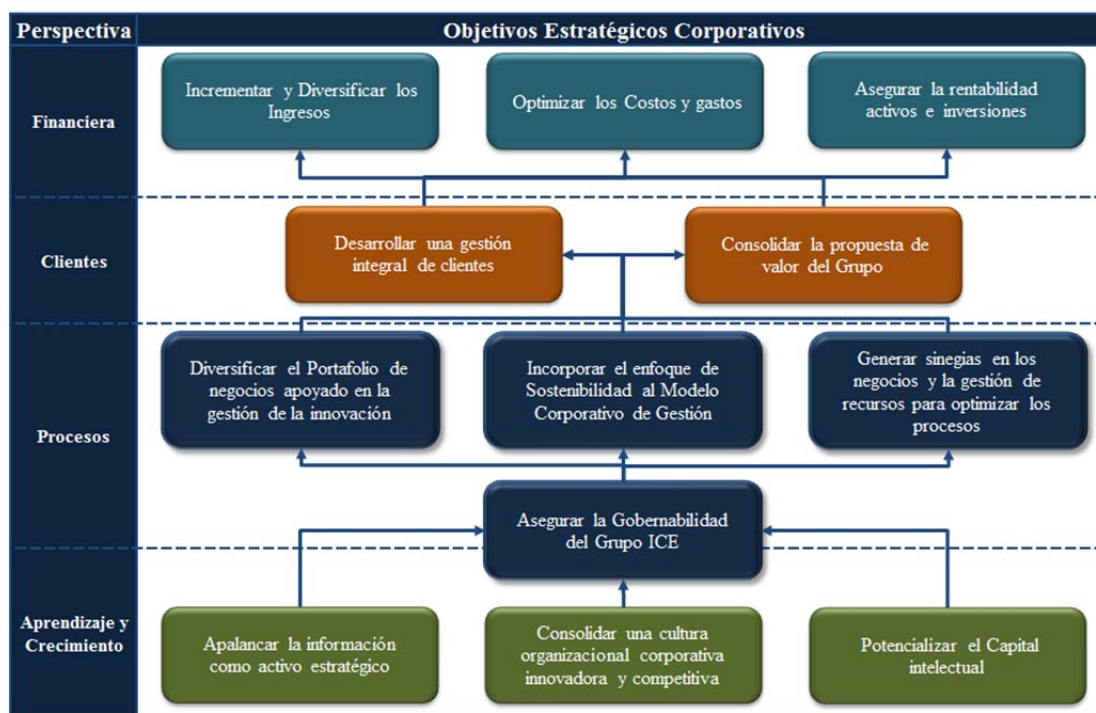 Perspectiva
Objetivos Estratégicos Corporativos
Financiera
Incrementar y Diversificar los
Ingresos
Optimizar los Costos y gastos
Asegurar la rentabilidad
activos e inversiones
Clientes
Desarrollar una gestión
integral de clientes
Consolidar la propuesta de
valor del Grupo
Procesos
Diversificar el Portafolio de
negocios apoyado en la
gestión de la innovación
Incorporar el enfoque de
Sostenibilidad al Modelo
Corporativo de Gestión
Generar sinegias en los
negocios y la gestión de
recursos para optimizar los
procesos
Asegurar la Gobernabilidad
del Grupo ICE
Aprendizaje y
Crecimiento
Apalancar la información
como activo estratégico
Consolidar una cultura
organizacional corporativa
innovadora y competitiva
Potencializar el Capital
intelectual